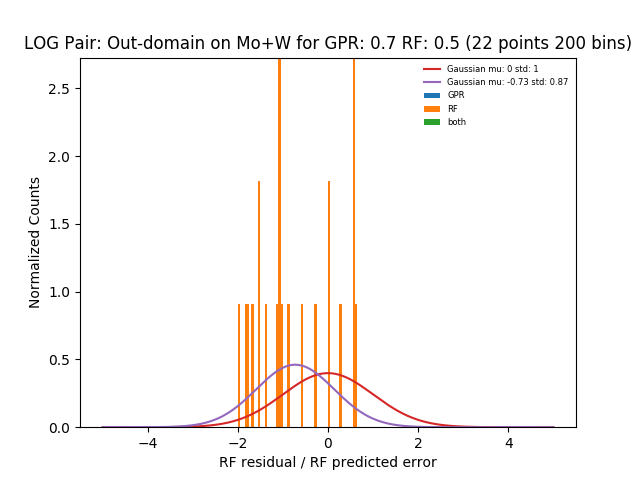 LOG Pair: Out-domain on Mo+W for GPR: 0.7 RF: 0.5 (22 points 200 bins)
Gaussian mu: 0 std: 1
Gaussian mu: -0.73 std: 0.87
GPR
RF
both
Normalized Counts
2.5
2.0
1.5
1.0
0.5
0.0
−4 −2 0 2 4
RF residual / RF predicted error